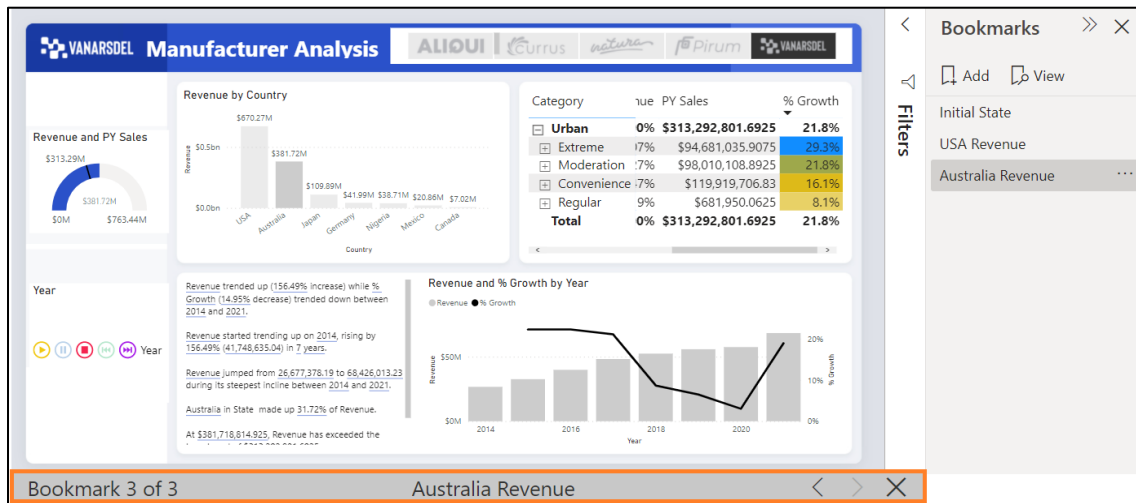 VANARSDEL Manufacturer Analysis
ALIQUI
Currus
natura
Pirum
VANARSDEL
Revenue and PY Sales
$313.29M
$381.72M
$0M
$763.44M
Year
Year
Revenue by Country
Revenue
$0.5bn
$0.0bn
$670.27M
$381.72M
$109.89M
$41.99M
$38.71M
$20.86M
$7.02M
USA
Australia
Japan
Germany
Nigeria
Mexico
Canada
Country
Category nue PY Sales % Growth
Urban 0% $313,292,801.6925 21.8%
Extreme 7% $94,681,035.9075 29.3%
Moderation 7% $98,010,108.8925 21.8%
Convenience 7% $119,919,706.83 16.1%
Regular 9% $681,950.0625 8.1%
Total 0% $313,292,801.6925 21.8%
Revenue trended up (156.49% increase) while %
Growth (14.95% decrease) trended down between
2014 and 2021.
Revenue started trending up on 2014, rising by
156.49% (41,748,635.04) in 7 years.
Revenue jumped from 26,677,378.19 to 68,426,013.23
during its steepest incline between 2014 and 2021.
Australia in State made up 31.72% of Revenue.
At $381,718,814.925, Revenue has exceeded the
Revenue and % Growth by Year
Revenue % Growth
Revenue
$50M
$0M
20%
10%
0%
% Growth
2014
2016
2018
2020
Year
Filters
Bookmarks
Add View
Initial State
USA Revenue
Australia Revenue ...
Bookmark 3 of 3 Australia Revenue